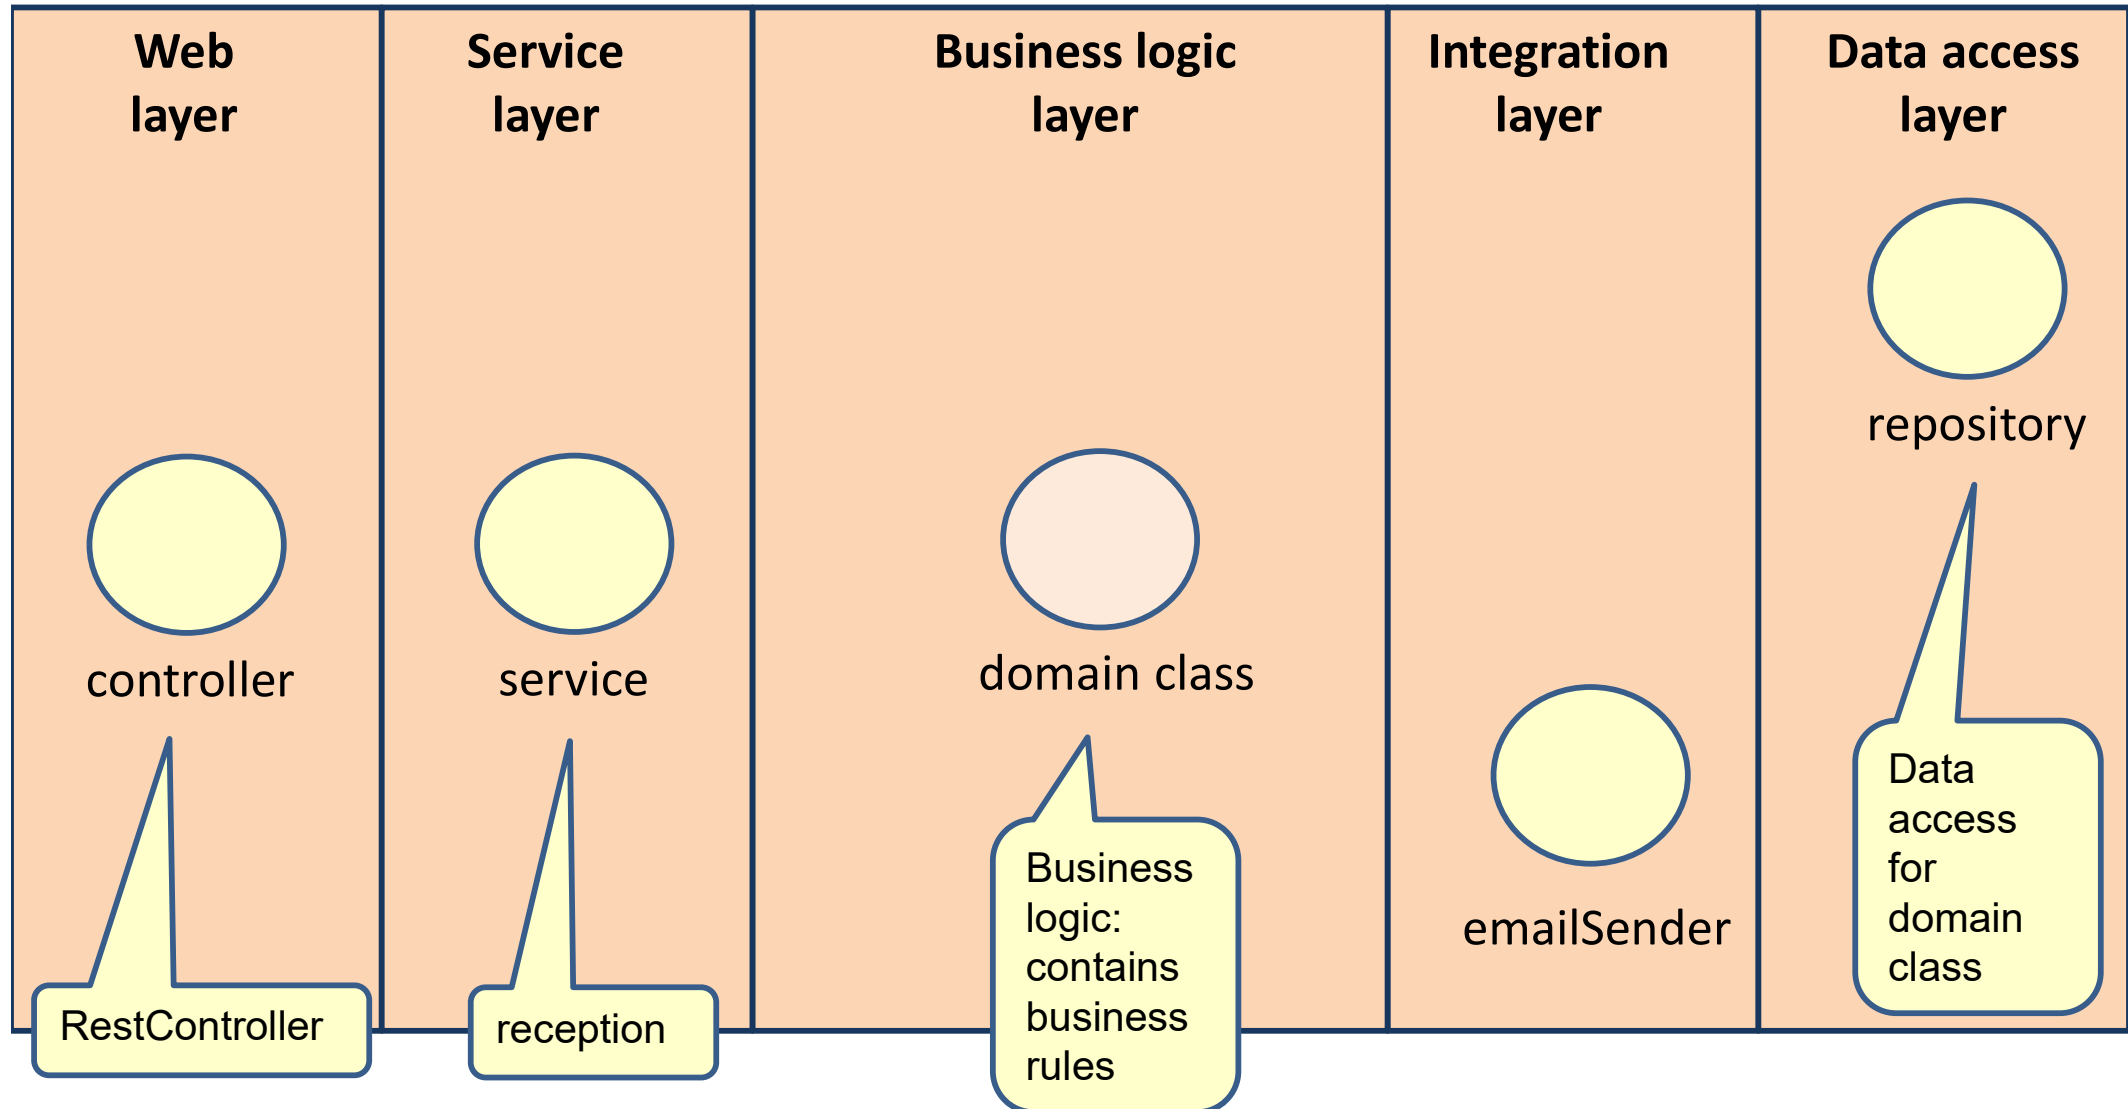 Web
layer
Service
layer
Business logic
layer
Integration
layer
Data access
layer
repository
controller
service
domain class
emailSender
RestController
reception
Business
logic:
contains
business
rules
Data
access
for
domain
class